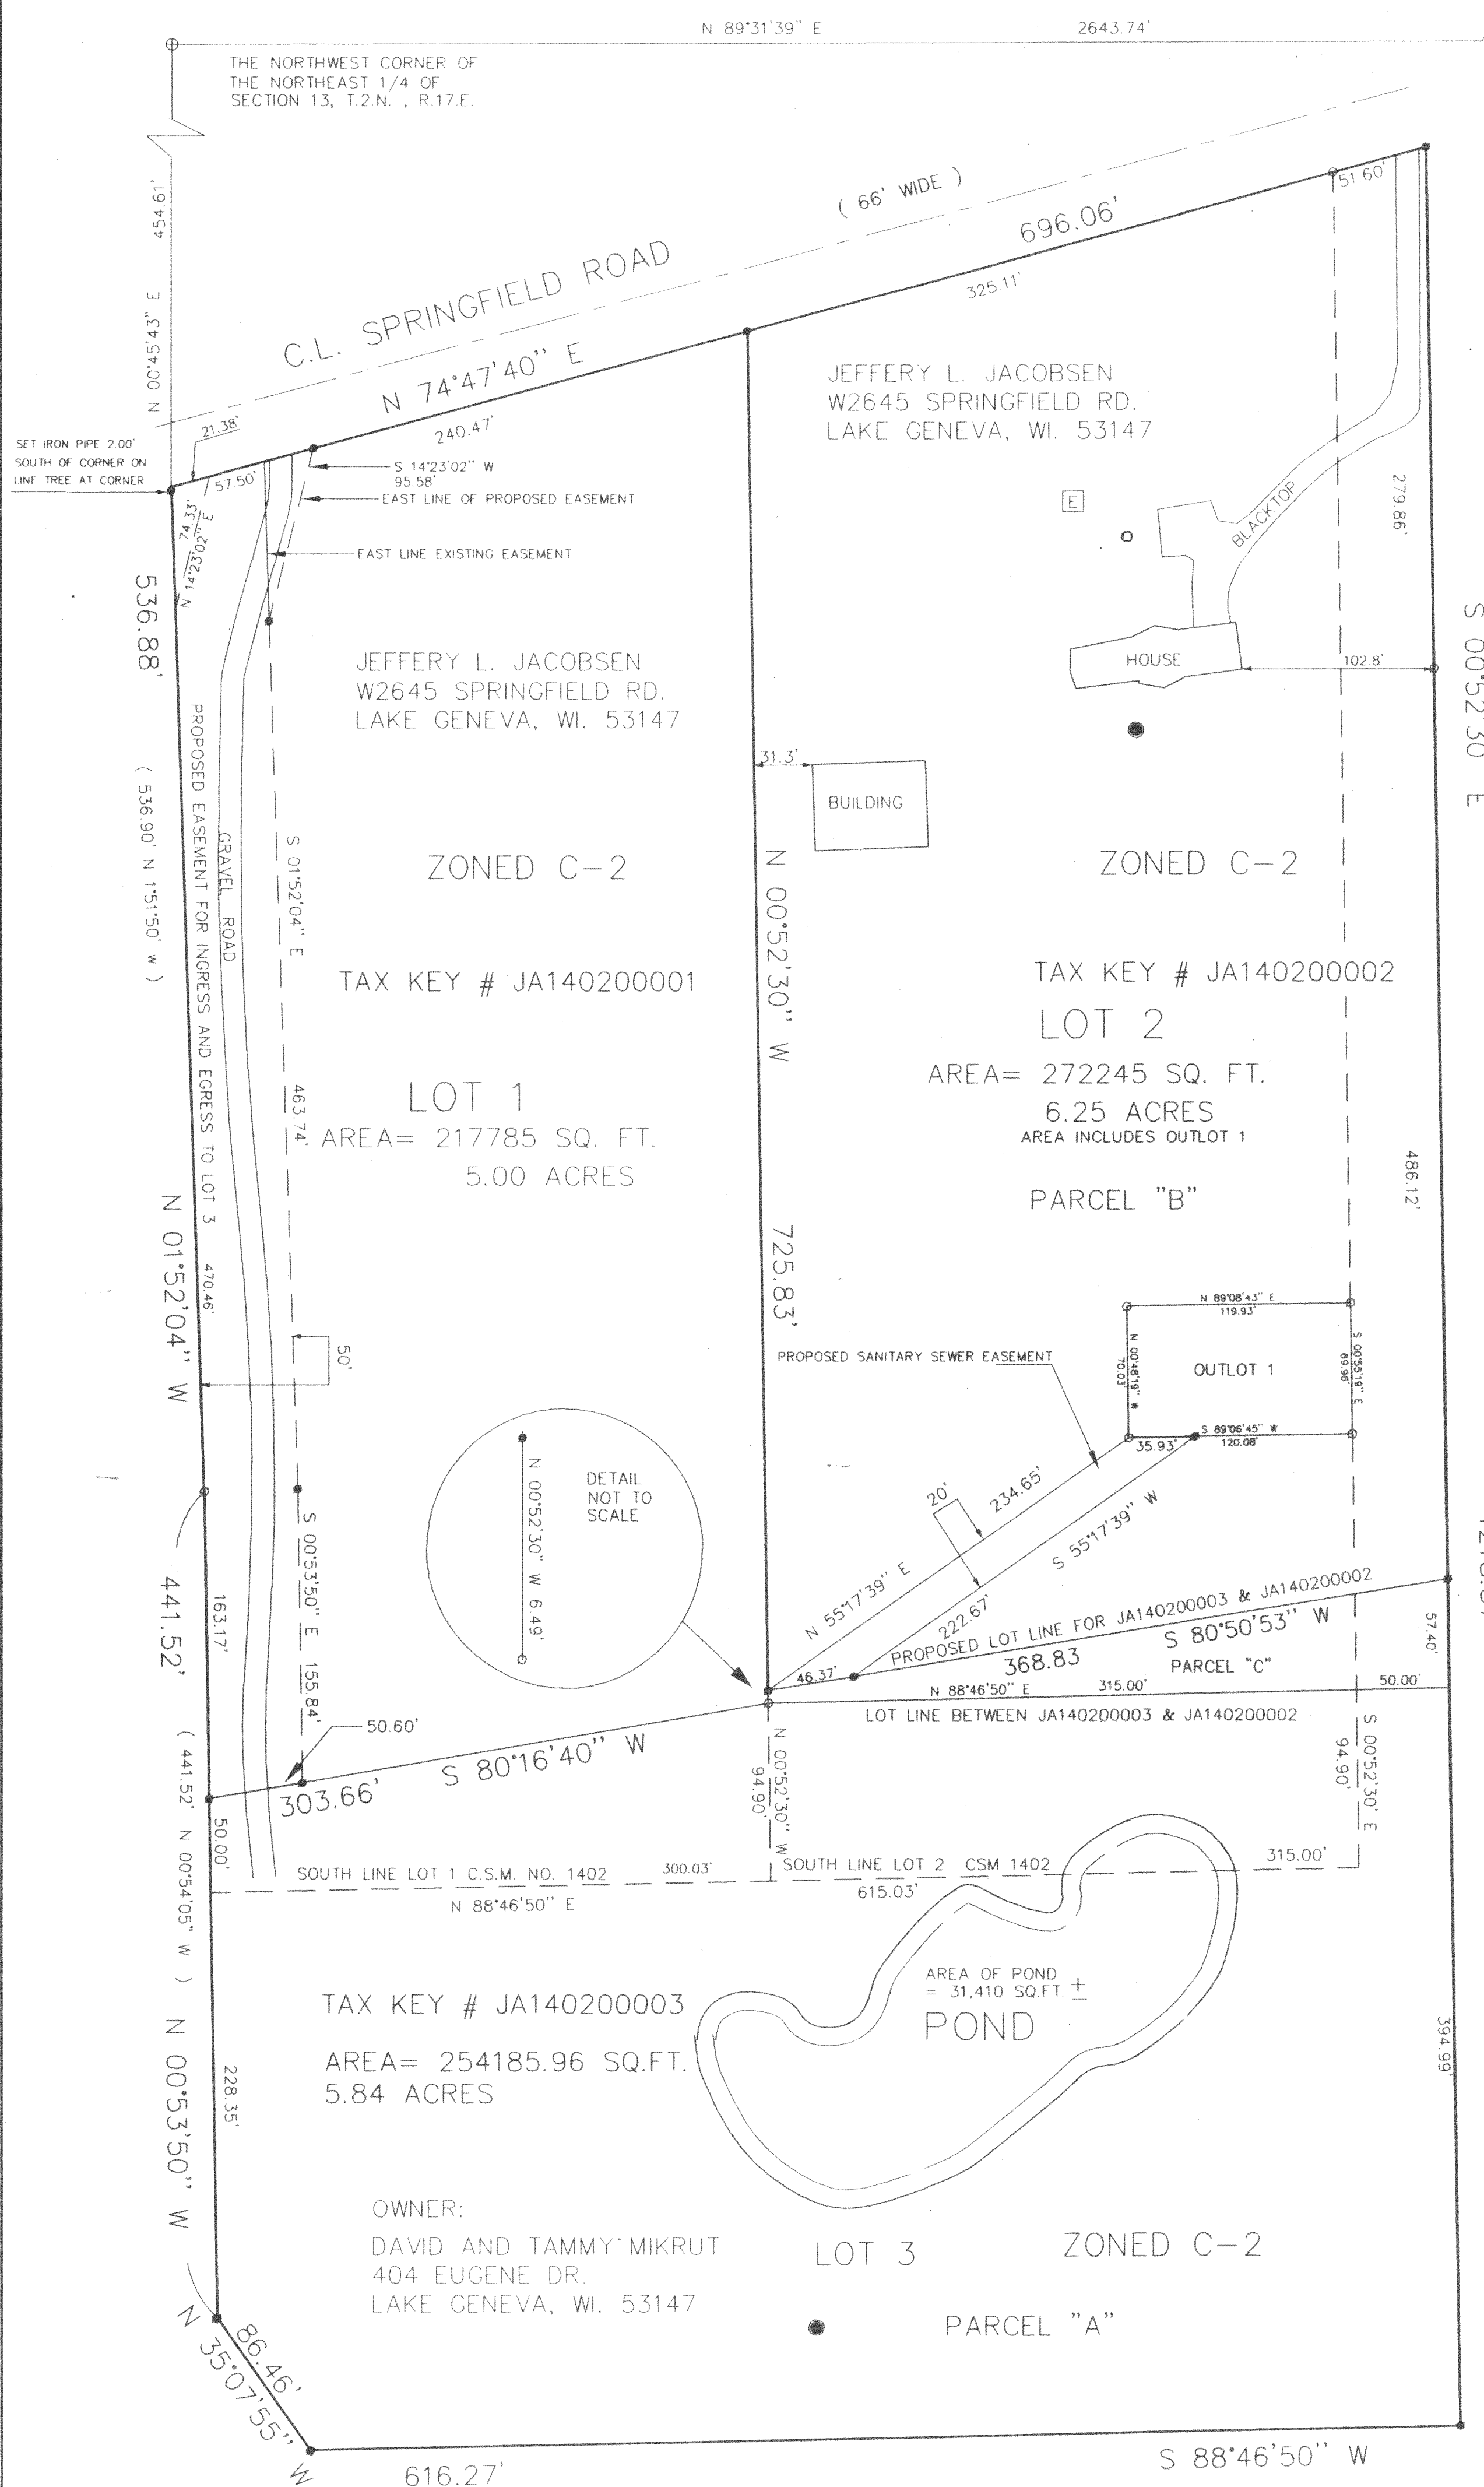 N 89°31'39" E 2643.74'
THE NORTHWEST CORNER OF
THE NORTHEAST 1/4 OF
SECTION 13, T.2.N. , R.17.E.
454.61'
N 00°45'43" E
( 66' WIDE )
C.L. SPRINGFIELD ROAD
696.06'
51.60'
325.11'
N 74°47'40" E
240.47'
21.38'
57.50'
SET IRON PIPE 2.00'
SOUTH OF CORNER ON
LINE TREE AT CORNER.
S 14°23'02" W
95.58'
EAST LINE OF PROPOSED EASEMENT
EAST LINE EXISTING EASEMENT
74.33'
N 14°23'02" E
JEFFERY L. JACOBSEN
W2645 SPRINGFIELD RD.
LAKE GENEVA, WI. 53147
E
BLACKTOP
279.86'
HOUSE
102.8'
S 00°52'30" E
536.88'
( 536.90' N 1°51'50' W )
PROPOSED EASEMENT FOR INGRESS AND EGRESS TO LOT 3
GRAVEL ROAD
JEFFERY L. JACOBSEN
W2645 SPRINGFIELD RD.
LAKE GENEVA, WI. 53147
31.3'
BUILDING
S 01°52'04" E
463.74'
ZONED C-2
N 00°52'30" W
725.83'
ZONED C-2
TAX KEY # JA140200001
TAX KEY # JA140200002
LOT 2
AREA= 272245 SQ. FT.
6.25 ACRES
AREA INCLUDES OUTLOT 1
PARCEL "B"
LOT 1
AREA= 217785 SQ. FT.
5.00 ACRES
486.12'
N 01°52'04" W
470.46'
50'
N 89°08'43" E
119.93'
N 00°48'19" W
70.03'
OUTLOT 1
S 00°55'19" E
69.96'
S 89°06'45" W
120.08'
35.93'
PROPOSED SANITARY SEWER EASEMENT
DETAIL
NOT TO
SCALE
N 00°52'30" W 6.49'
20'
234.65'
N 55°17'39" E
S 55°17'39" W
222.67'
S 00°53'50" E 155.84'
163.17'
441.52'
PROPOSED LOT LINE FOR JA140200003 & JA140200002
S 80°50'53" W
368.83
46.37'
PARCEL "C"
57.40'
N 88°46'50" E 315.00' 50.00'
LOT LINE BETWEEN JA140200003 & JA140200002
50.60'
S 80°16'40" W
303.66'
N 00°52'30" W
94.90'
S 00°52'30' E
94.90'
( 441.52' N 00°54'05" W )
50.00'
SOUTH LINE LOT 1 C.S.M. NO. 1402 300.03' SOUTH LINE LOT 2 CSM 1402 315.00'
N 88°46'50" E 615.03'
TAX KEY # JA140200003
AREA= 254185.96 SQ.FT.
5.84 ACRES
AREA OF POND
= 31,410 SQ.FT. ±
POND
394.99'
N 00°53'50" W
228.35'
OWNER:
DAVID AND TAMMY MIKRUT
404 EUGENE DR.
LAKE GENEVA, WI. 53147
LOT 3
ZONED C-2
PARCEL "A"
86.46'
N 35°07'55" W
616.27'
S 88°46'50" W